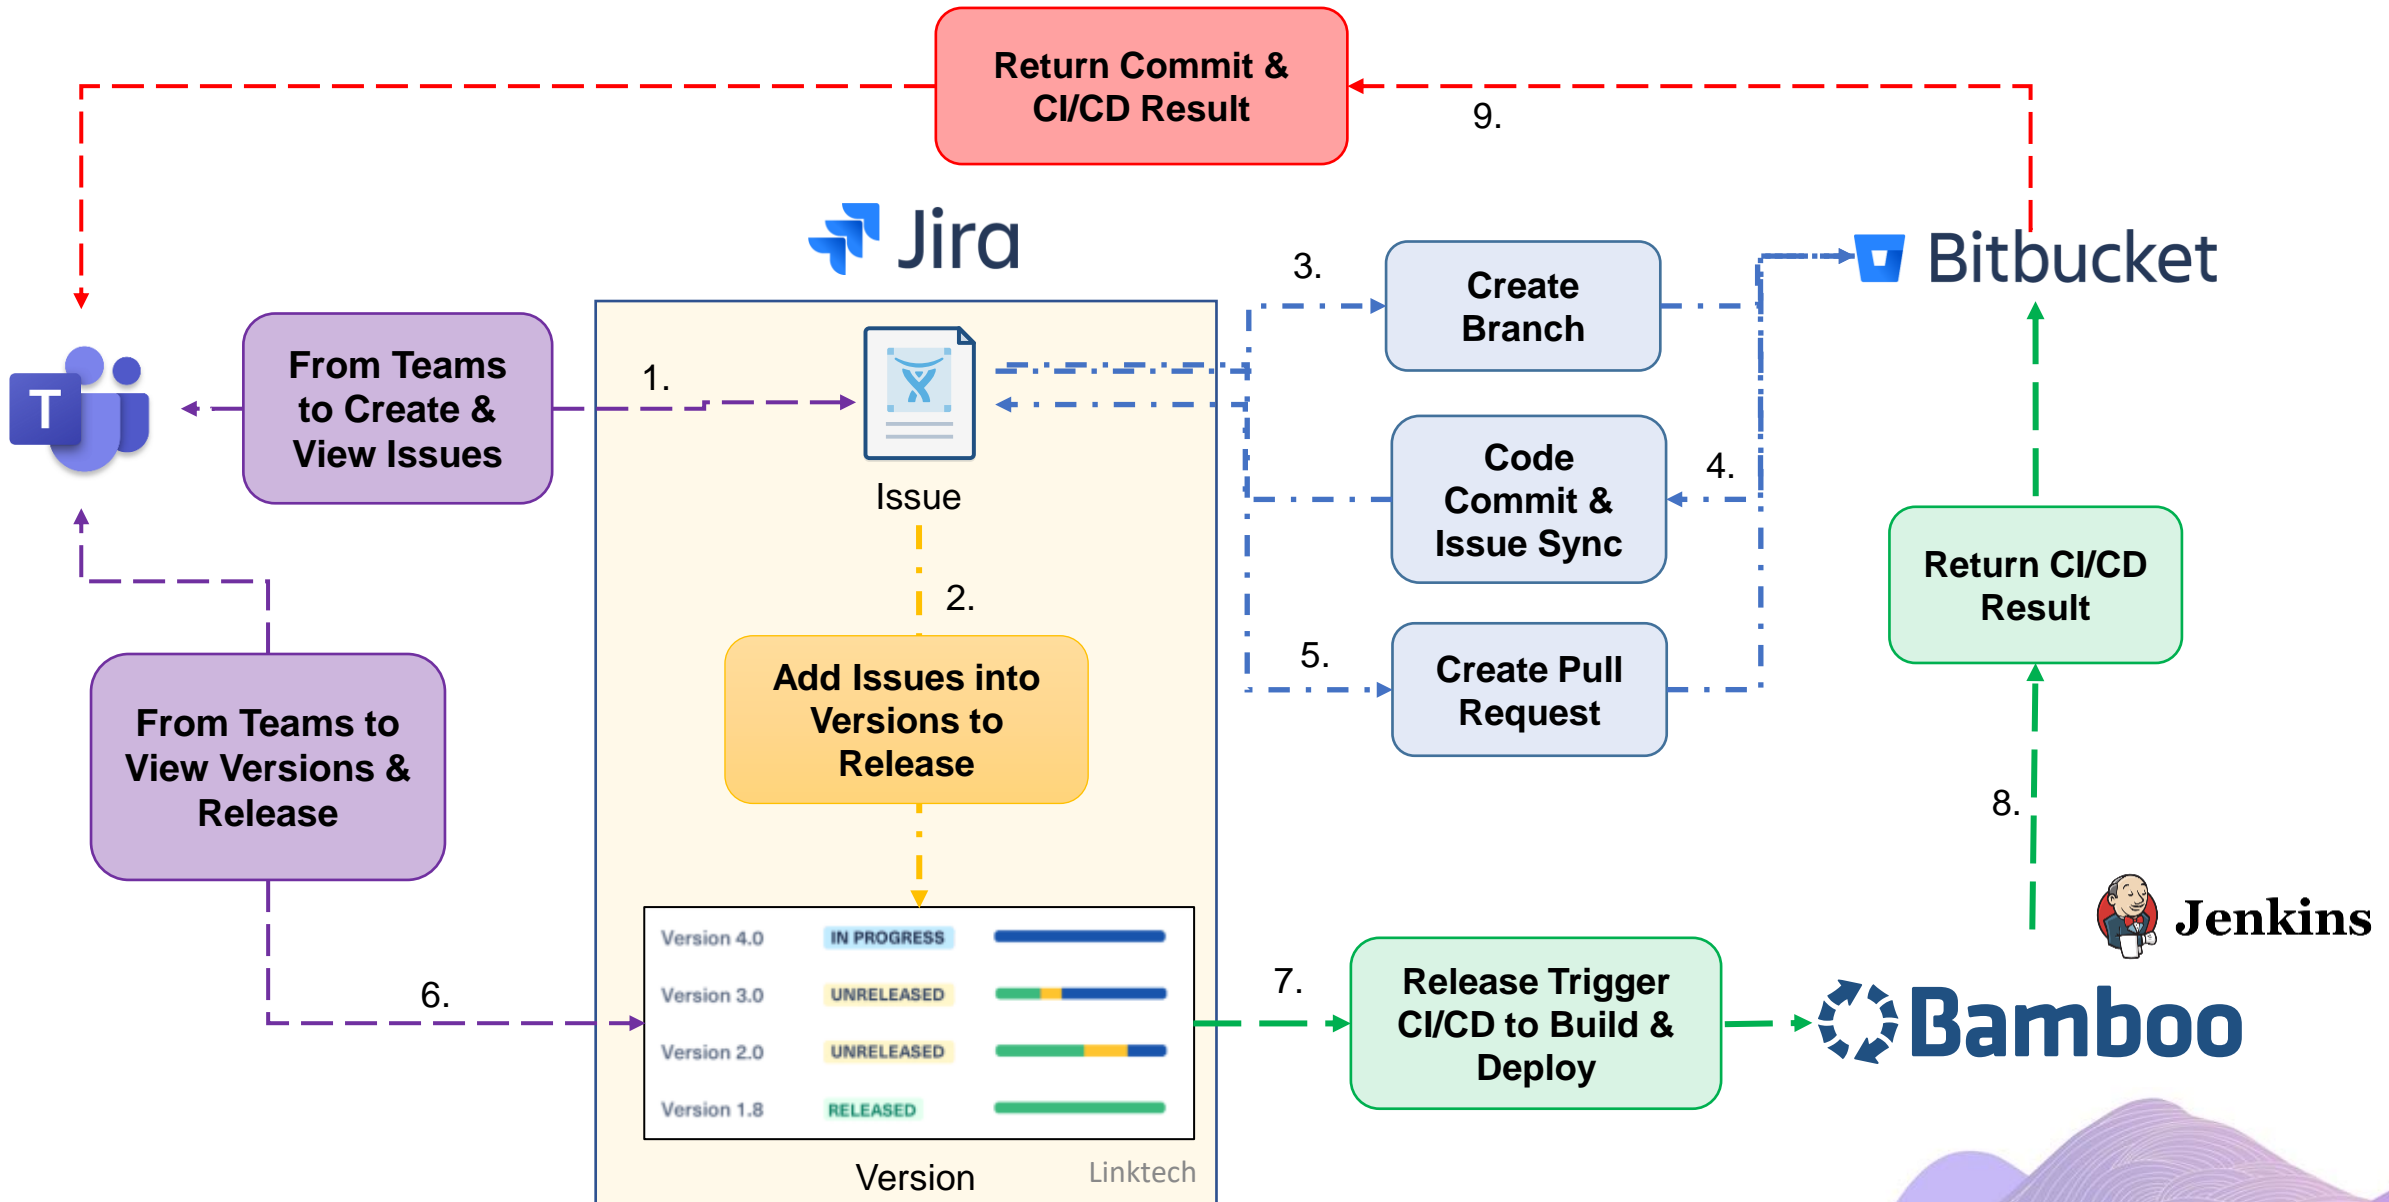 Return Commit &
CI/CD Result
9.
Jira
Bitbucket
3.
Create
Branch
T
From Teams
to Create &
View Issues
1.
Issue
Code
Commit &
Issue Sync
4.
Return CI/CD
Result
2.
5.
Create Pull
Request
Add Issues into
Versions to
Release
From Teams to
View Versions &
Release
8.
Jenkins
6.
Version 4.0 IN PROGRESS
Version 3.0 UNRELEASED
Version 2.0 UNRELEASED
Version 1.8 RELEASED
7.
Release Trigger
CI/CD to Build &
Deploy
Bamboo
Version
Linktech